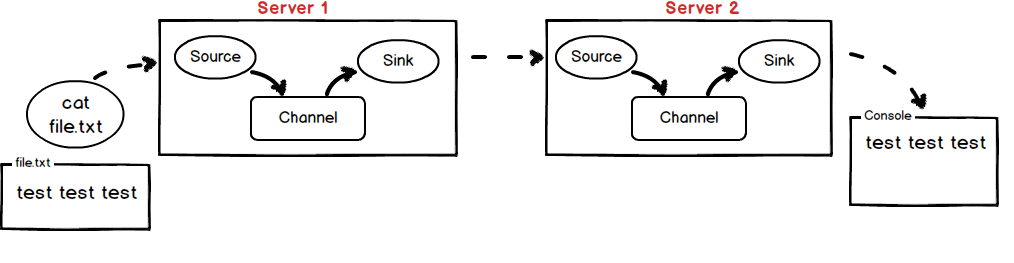 Server 1
Server 2
Source
Sink
Channel
Source
Sink
Channel
cat
file.txt
file.txt
test test test
Console
test test test